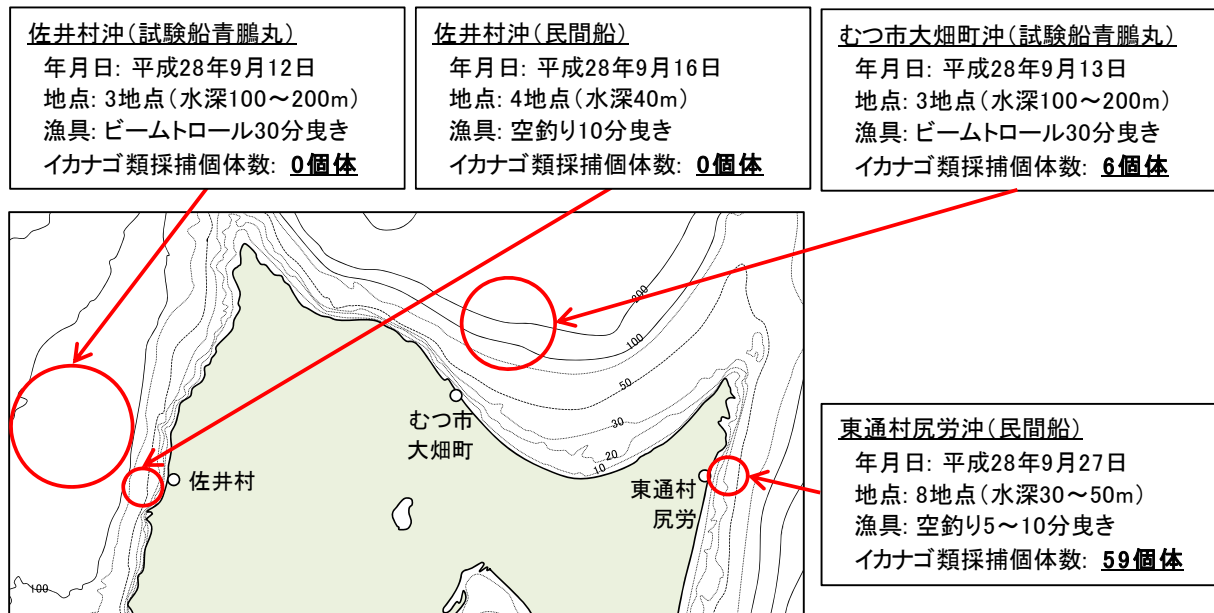 佐井村沖(試験船青鵬丸)
年月日: 平成28年9月12日
地点: 3地点(水深100～200m)
漁具: ビームトロール30分曳き
イカナゴ類採捕個体数: 0個体
佐井村沖(民間船)
年月日: 平成28年9月16日
地点: 4地点(水深40m)
漁具: 空釣り10分曳き
イカナゴ類採捕個体数: 0個体
むつ市大畑町沖(試験船青鵬丸)
年月日: 平成28年9月13日
地点: 3地点(水深100～200m)
漁具: ビームトロール30分曳き
イカナゴ類採捕個体数: 6個体
200
100
50
30
20
10
むつ市
大畑町
佐井村
東通村
尻労
100
東通村尻労沖(民間船)
年月日: 平成28年9月27日
地点: 8地点(水深30～50m)
漁具: 空釣り5～10分曳き
イカナゴ類採捕個体数: 59個体